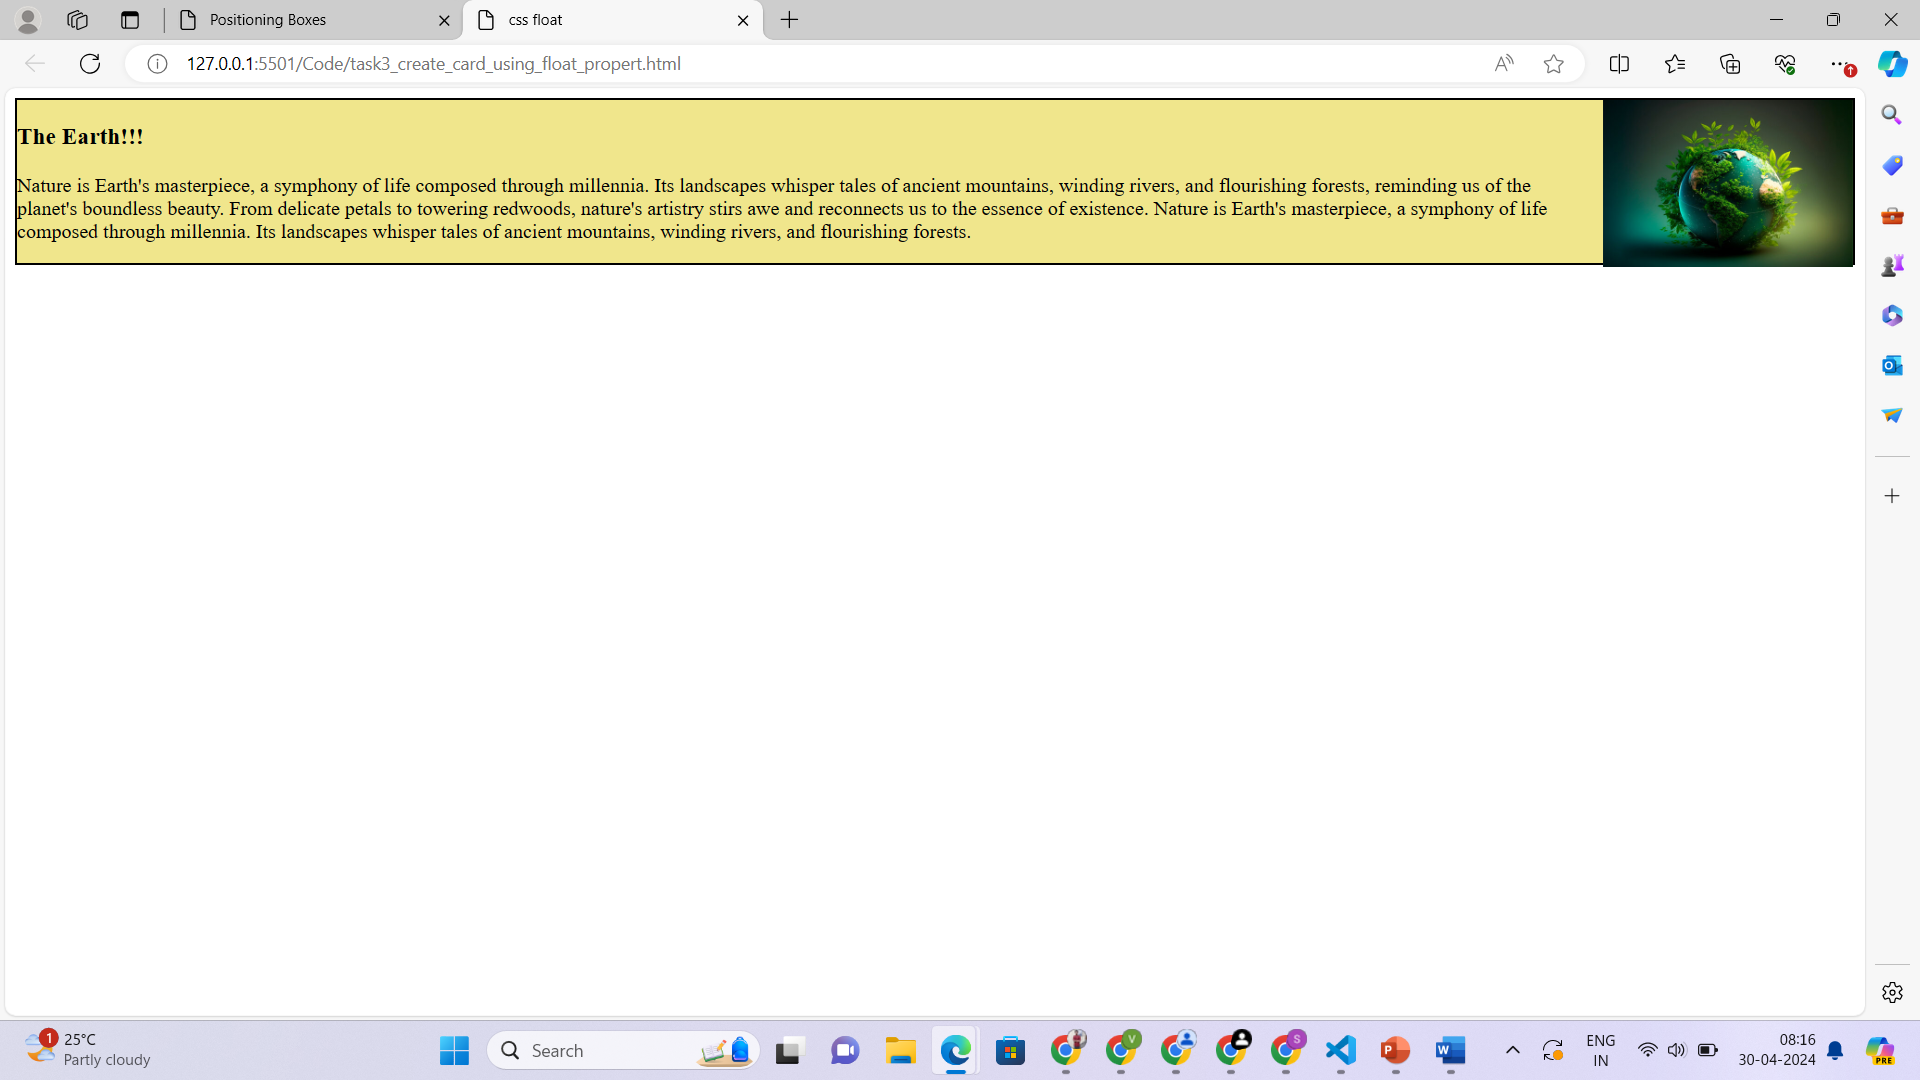 Positioning Boxes
css float
127.0.0.1:5501/Code/task3_create_card_using_float_propert.html
The Earth!!!
Nature is Earth's masterpiece, a symphony of life composed through millennia. Its landscapes whisper tales of ancient mountains, winding rivers, and flourishing forests, reminding us of the
planet's boundless beauty. From delicate petals to towering redwoods, nature's artistry stirs awe and reconnects us to the essence of existence. Nature is Earth's masterpiece, a symphony of life
composed through millennia. Its landscapes whisper tales of ancient mountains, winding rivers, and flourishing forests.
1
25°C
Partly cloudy
Search
V
S
P
W
ENG
IN
08:16
30-04-2024
PRE